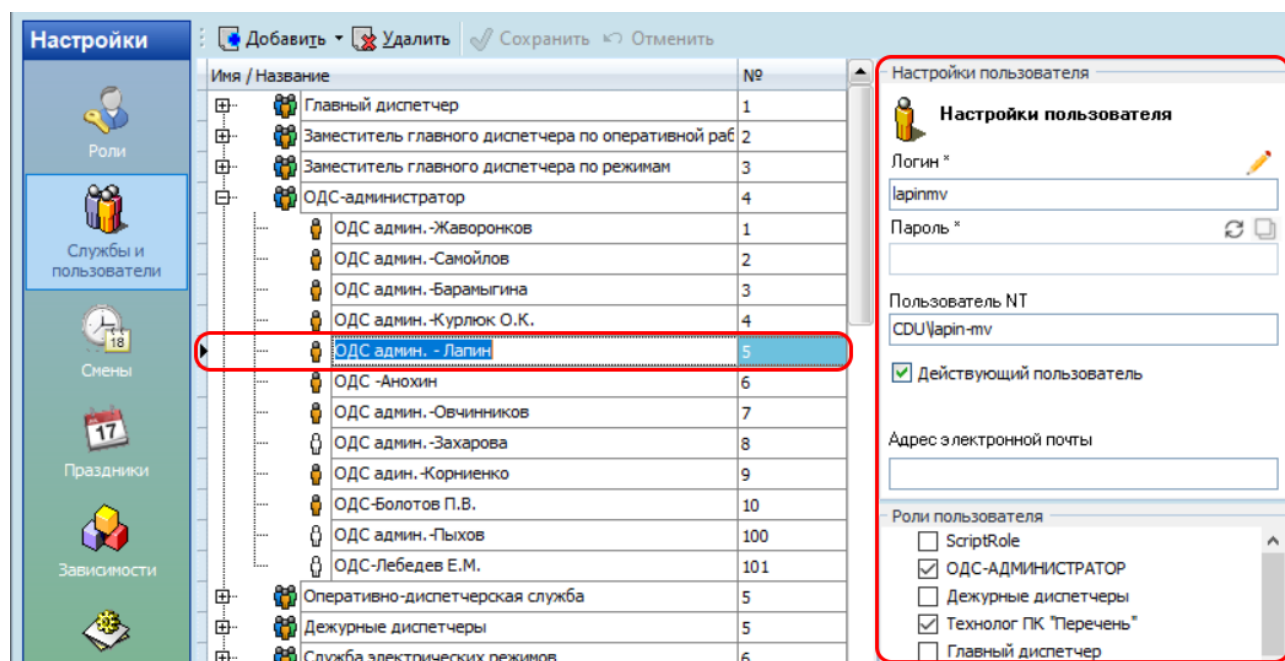 Настройки
Добавить Удалить Сохранить Отменить
Имя / Название №
Главный диспетчер 1
Заместитель главного диспетчера по оперативной раб 2
Заместитель главного диспетчера по режимам 3
ОДС-администратор 4
ОДС админ.-Жаворонков 1
ОДС админ.-Самойлов 2
ОДС админ.-Барамыгина 3
ОДС админ.-Курлюк О.К. 4
ОДС админ. - Лапин 5
ОДС -Анохин 6
ОДС админ.-Овчинников 7
ОДС админ.-Захарова 8
ОДС адин.-Корниенко 9
ОДС-Болотов П.В. 10
ОДС админ.-Пыхов 100
ОДС-Лебедев Е.М. 101
Оперативно-диспетчерская служба 5
Дежурные диспетчеры 5
Служба электрических режимов 6
Роли
Службы и
пользователи
18
Смены
17
Праздники
Зависимости
Настройки пользователя
Настройки пользователя
Логин *
lapinmv
Пароль *
Пользователь NT
CDU\lapin-mv
Действующий пользователь
Адрес электронной почты
Роли пользователя
ScriptRole
ОДС-АДМИНИСТРАТОР
Дежурные диспетчеры
Технолог ПК "Перечень"
Главный диспетчер